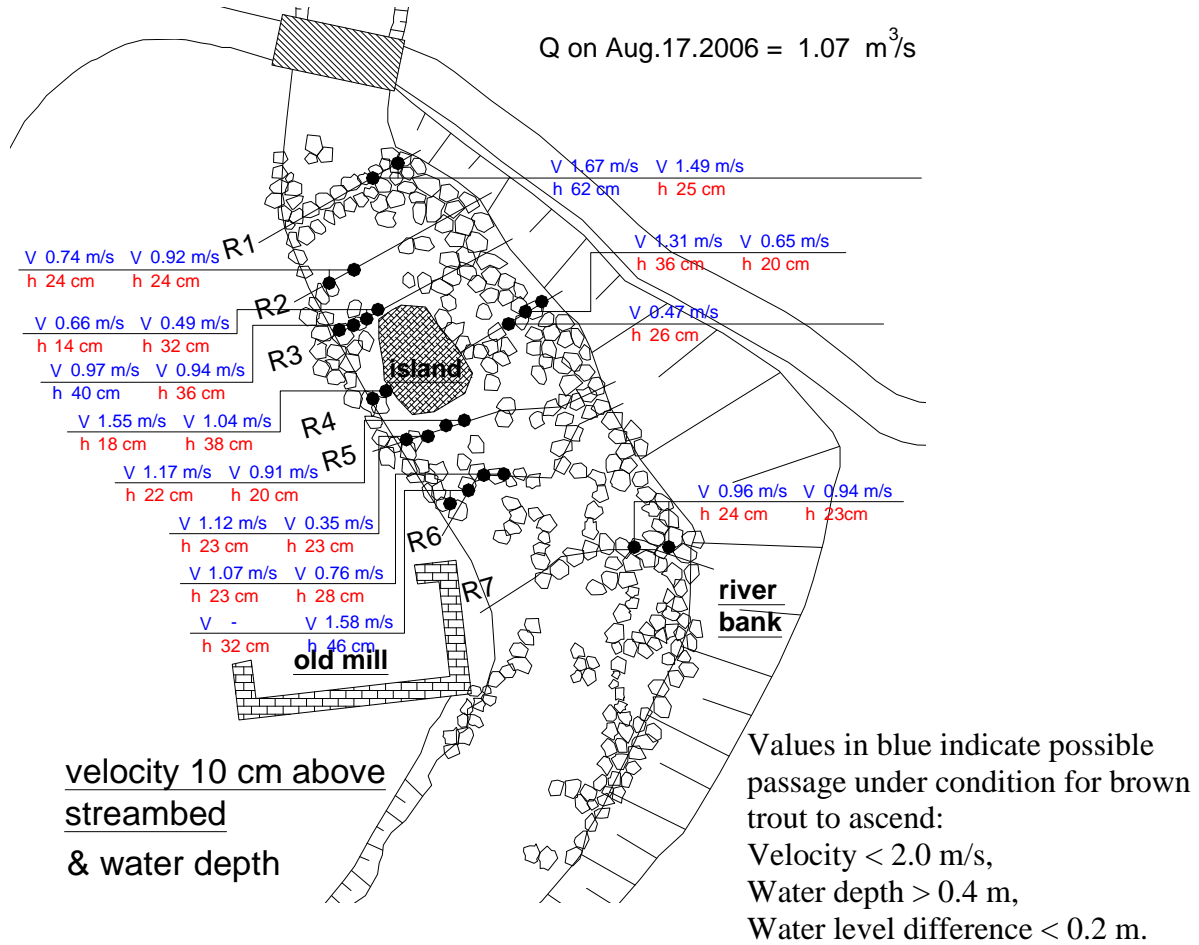 Q on Aug.17.2006 = 1.07 m³/s
V 1.67 m/s V 1.49 m/s
h 62 cm h 25 cm
R1
V 1.31 m/s V 0.65 m/s
h 36 cm h 20 cm
V 0.74 m/s V 0.92 m/s
h 24 cm h 24 cm
R2
V 0.47 m/s
h 26 cm
V 0.66 m/s V 0.49 m/s
h 14 cm h 32 cm
R3
island
V 0.97 m/s V 0.94 m/s
h 40 cm h 36 cm
V 1.55 m/s V 1.04 m/s
h 18 cm h 38 cm
R4
R5
V 1.17 m/s V 0.91 m/s
h 22 cm h 20 cm
V 0.96 m/s V 0.94 m/s
h 24 cm h 23cm
V 1.12 m/s V 0.35 m/s
h 23 cm h 23 cm
R6
V 1.07 m/s V 0.76 m/s
h 23 cm h 28 cm
R7
river
bank
V - V 1.58 m/s
h 32 cm h 46 cm
old mill
velocity 10 cm above
streambed
& water depth
Values in blue indicate possible
passage under condition for brown
trout to ascend:
Velocity < 2.0 m/s,
Water depth > 0.4 m,
Water level difference < 0.2 m.